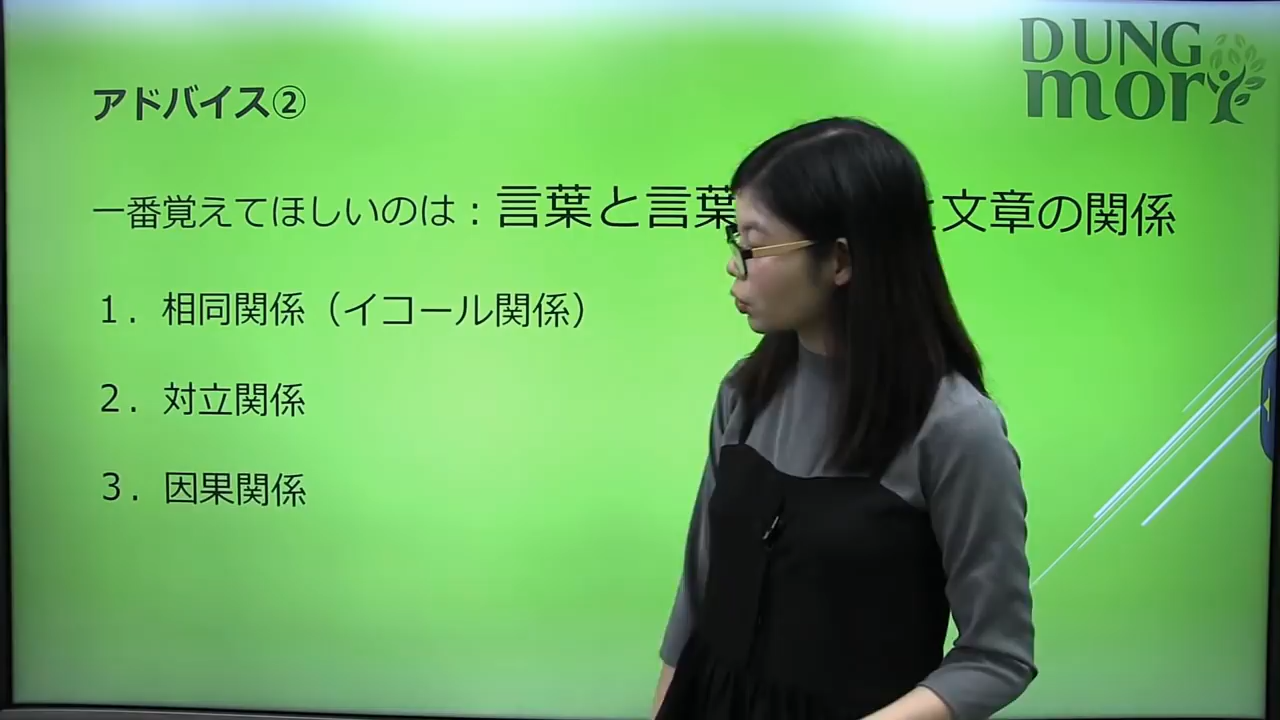 DUNG
mori
アドバイス②
一番覚えてほしいのは：言葉と言葉 と文章の関係
１．相同関係（イコール関係）
２．対立関係
３．因果関係